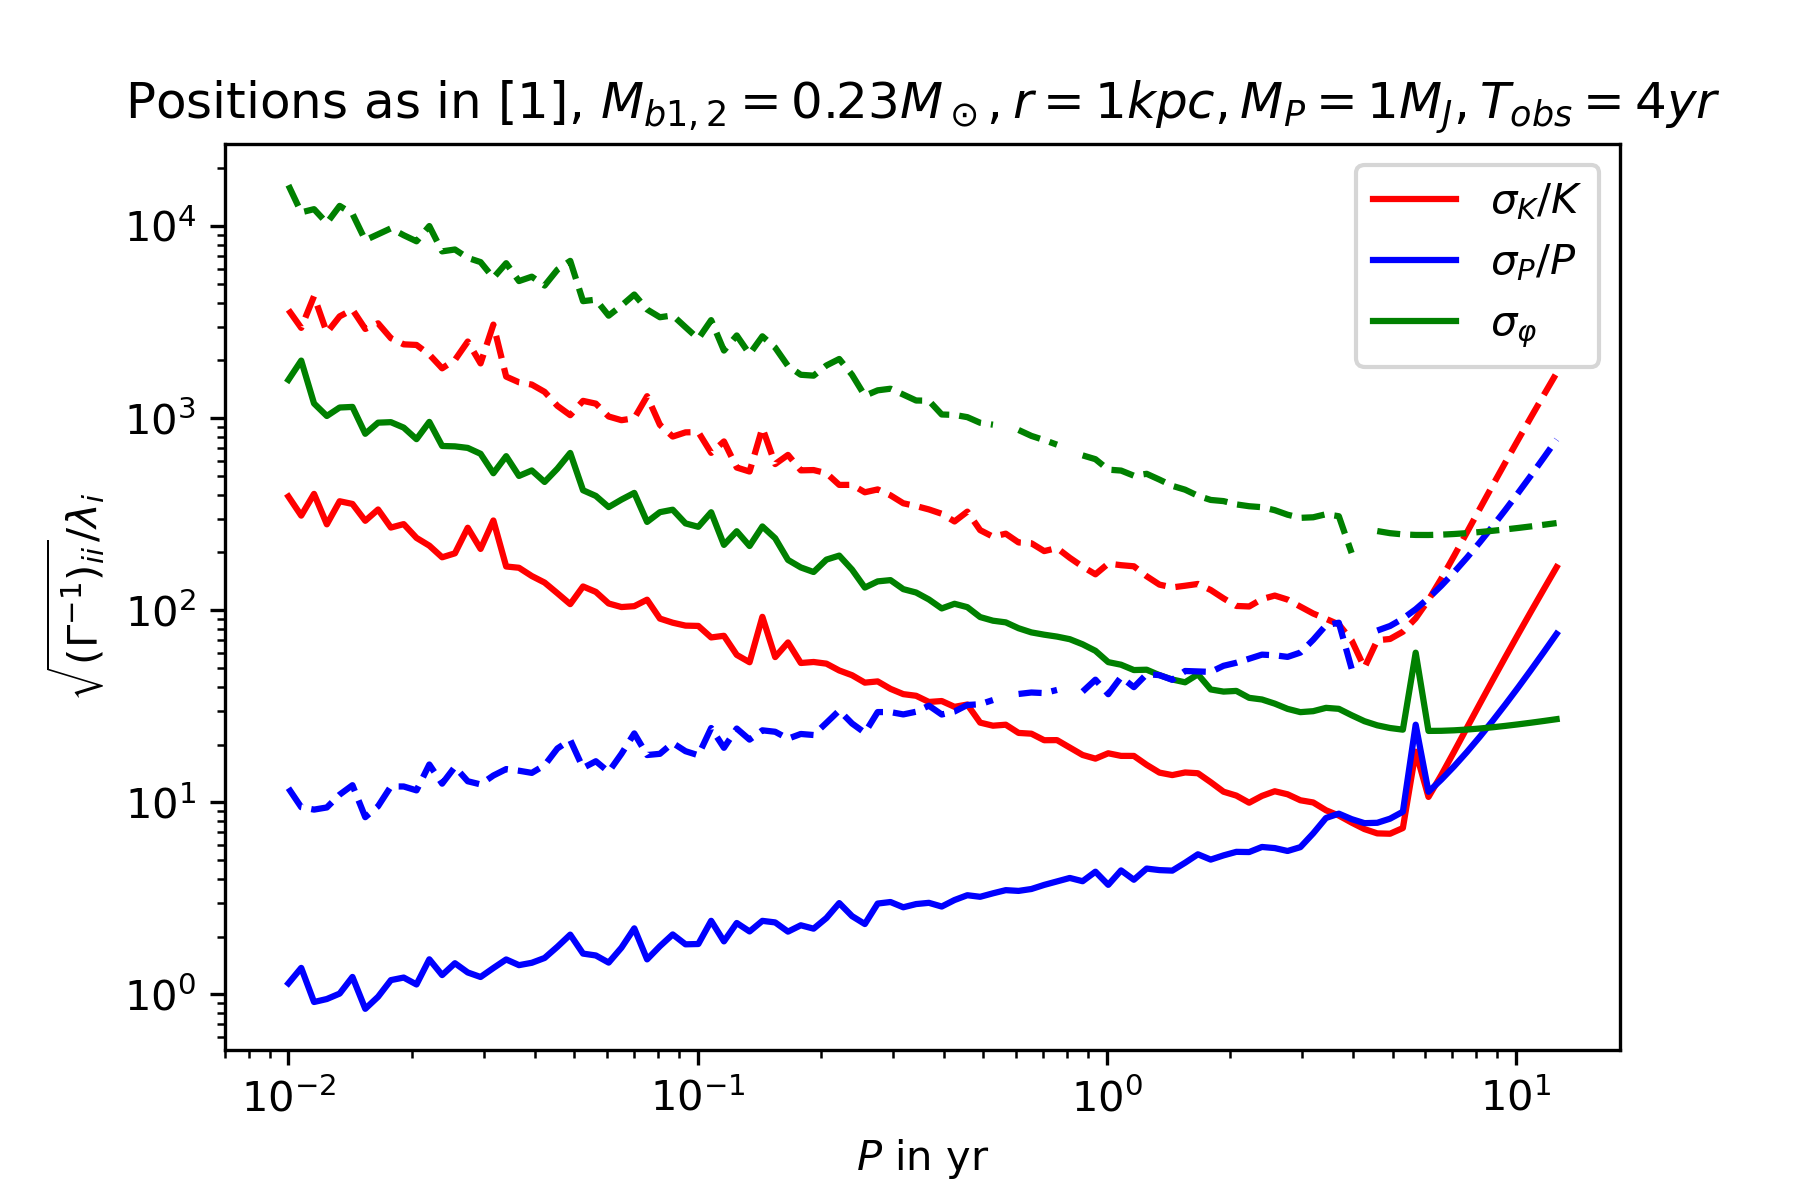 Positions as in [1], $M_{b1,2} = 0.23M_\odot, r = 1kpc, M_P = 1M_J, T_{obs} = 4yr$
$\sqrt{(\Gamma^{-1})_{ii}}/\lambda_i$
$10^4$
$10^3$
$10^2$
$10^1$
$10^0$
$\sigma_K/K$
$\sigma_P/P$
$\sigma_\varphi$
$10^{-2}$ $10^{-1}$ $10^0$ $10^1$
$P$ in yr